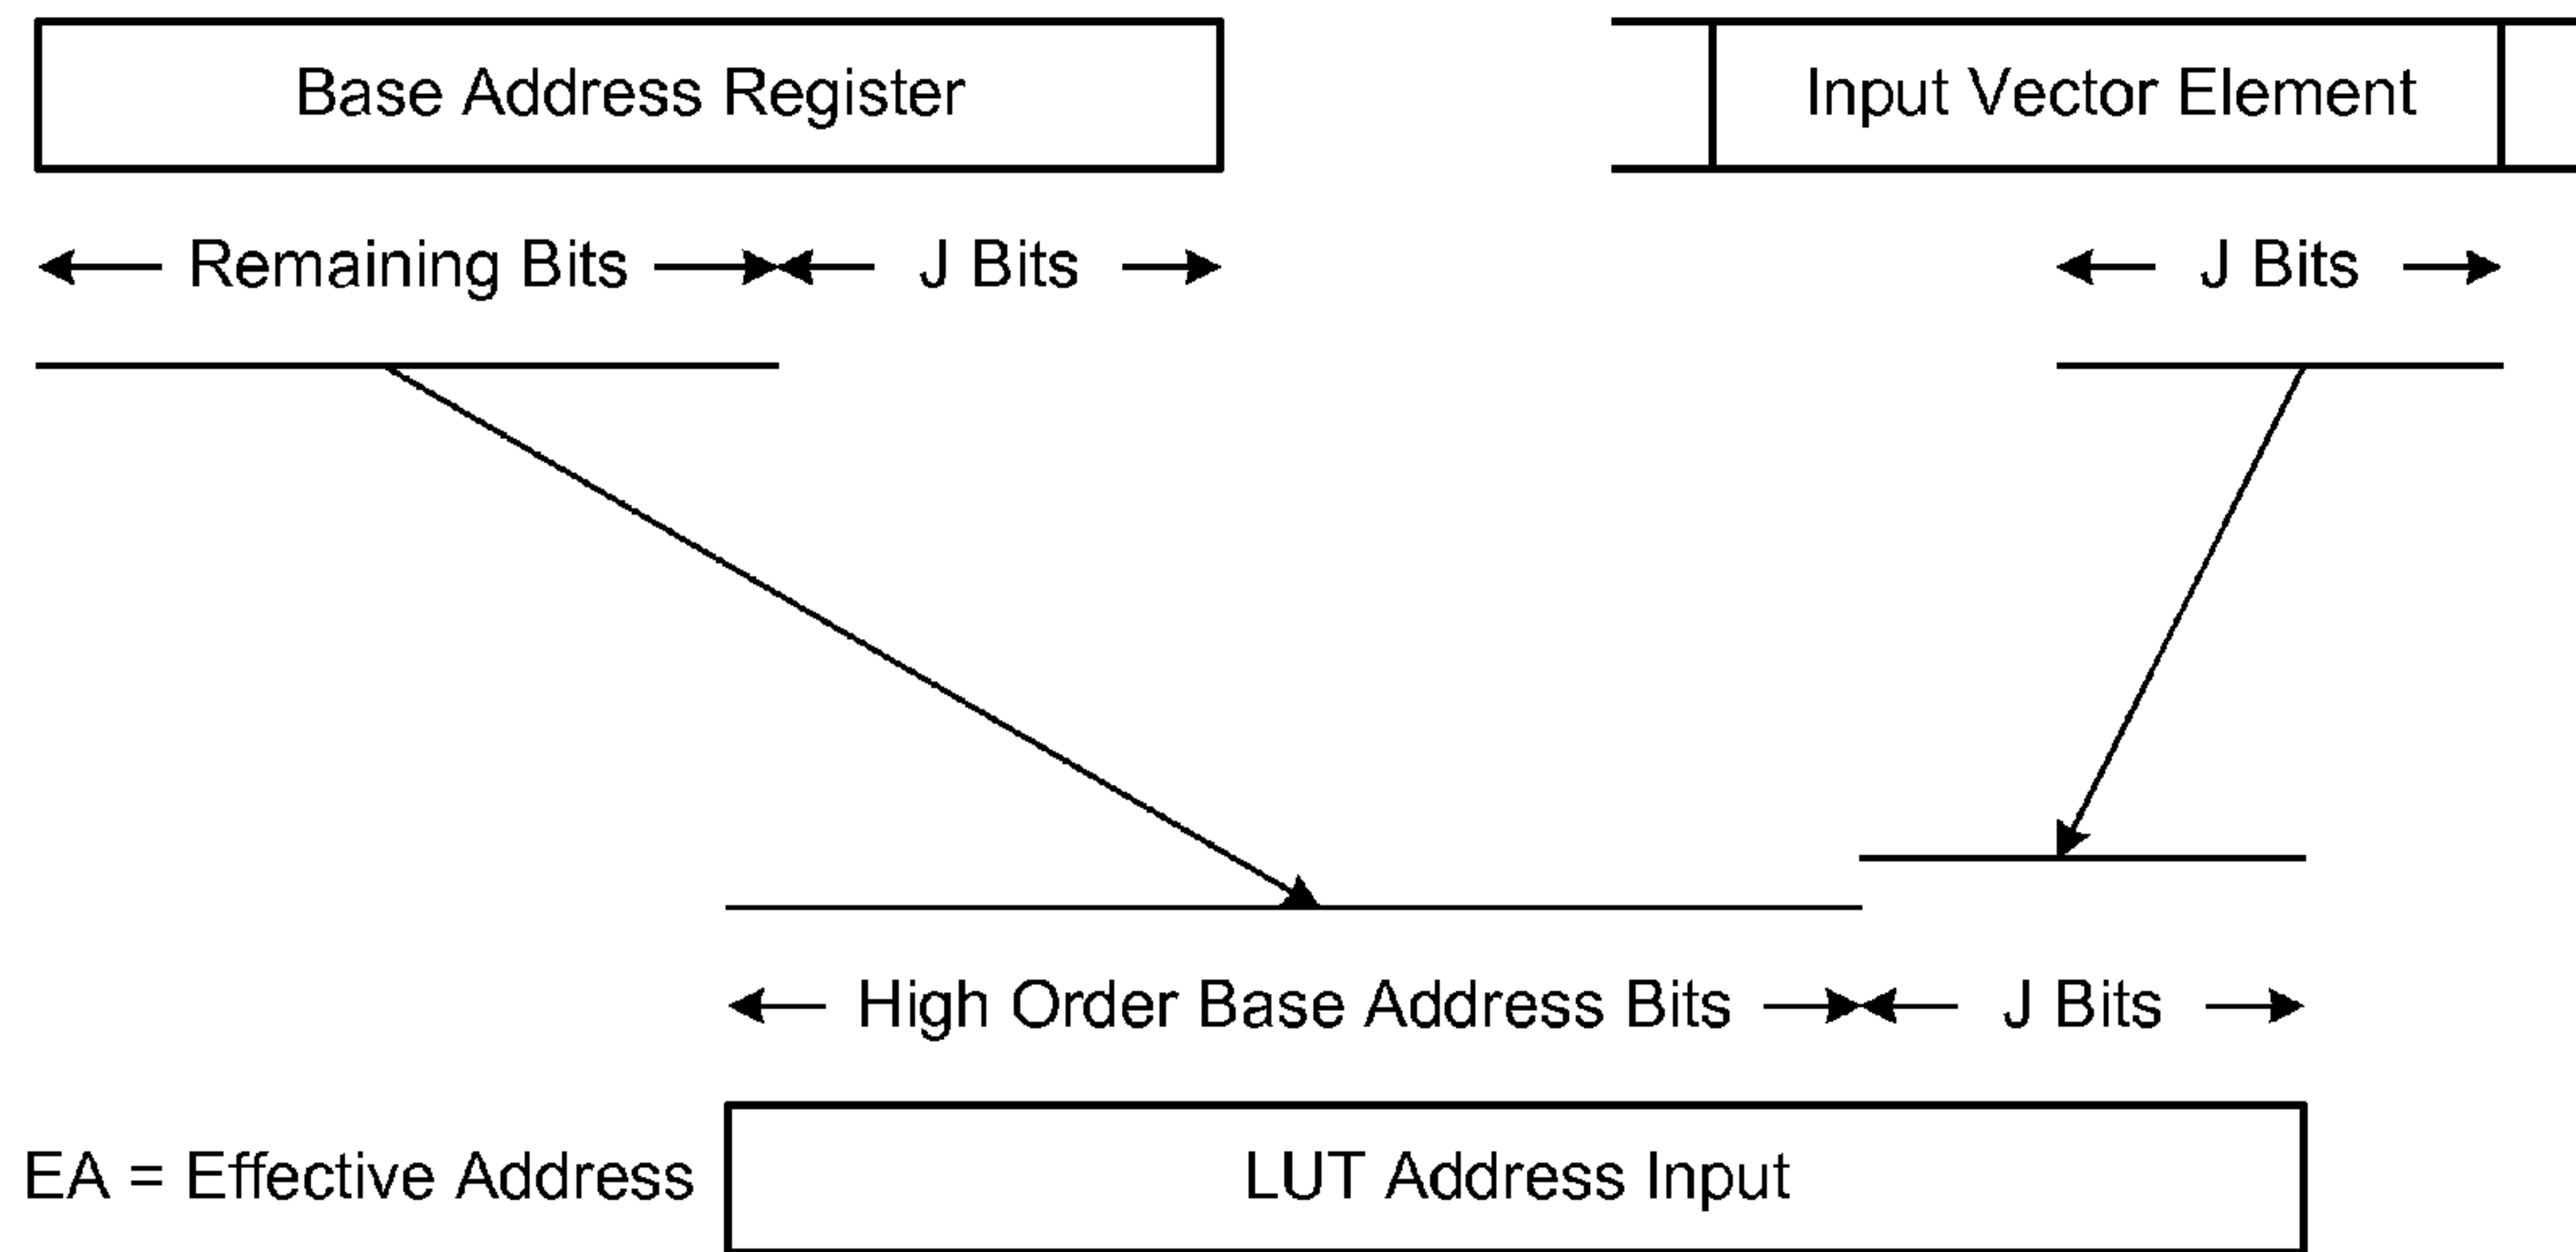 Base Address Register
Input Vector Element
Remaining Bits
J Bits
J Bits
High Order Base Address Bits
J Bits
EA = Effective Address
LUT Address Input